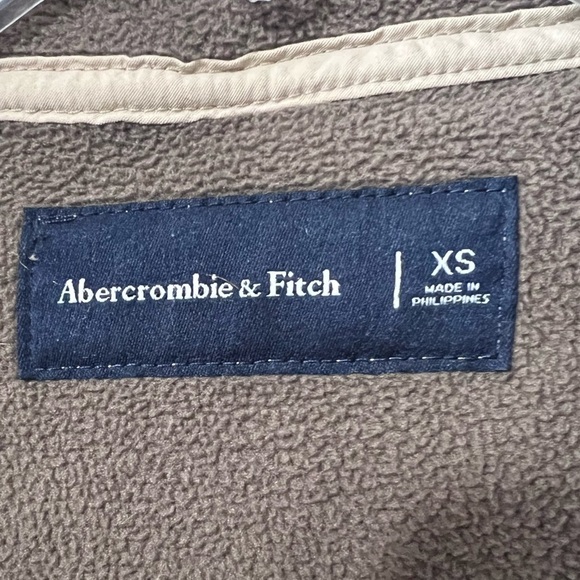 Abercrombie & Fitch
XS
MADE IN
PHILIPPINES